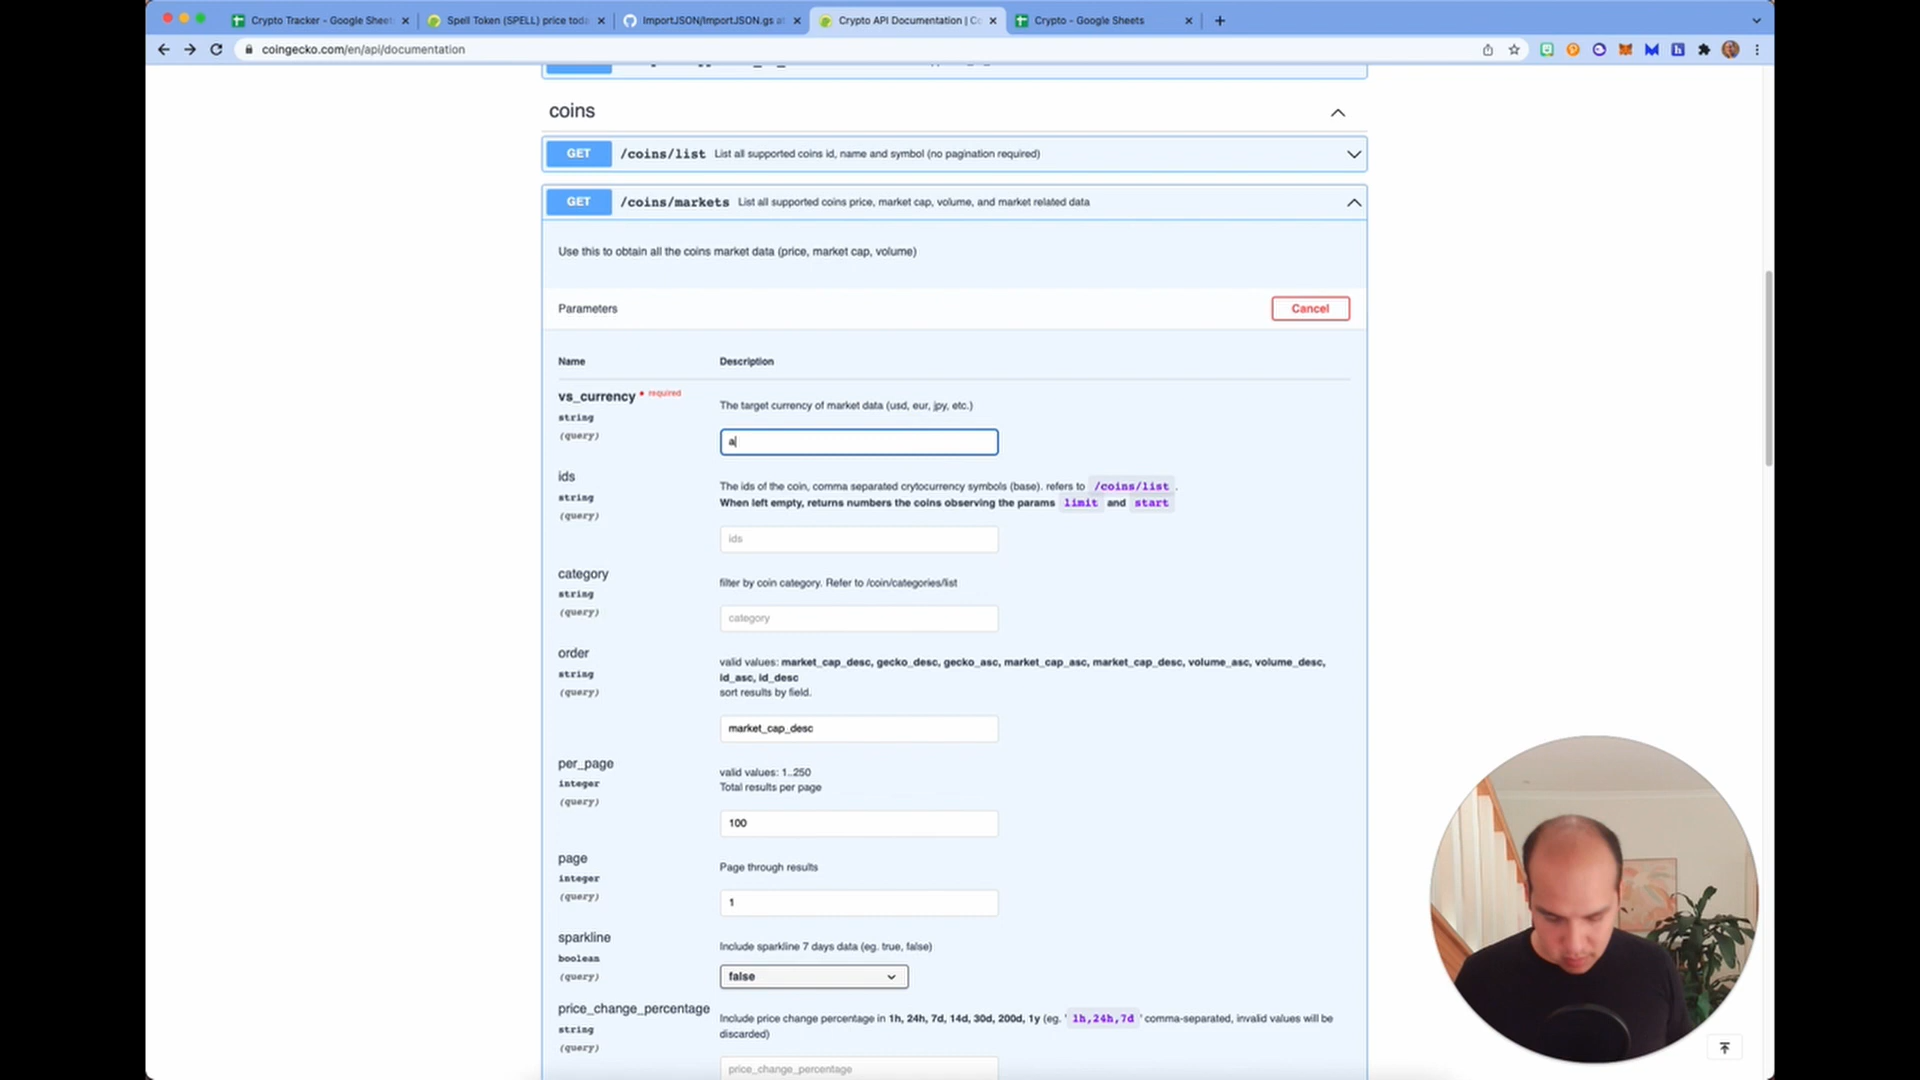 Crypto Tracker - Google Sheet
Spell Token (SPELL) price toda
ImportJSON/ImportJSON.gs at
Crypto API Documentation | Co
Crypto - Google Sheets
coingecko.com/en/api/documentation
coins
GET /coins/list List all supported coins id, name and symbol (no pagination required)
GET /coins/markets List all supported coins price, market cap, volume, and market related data
Use this to obtain all the coins market data (price, market cap, volume)
Parameters
Cancel
Name Description
vs_currency * required
string
(query)
The target currency of market data (usd, eur, jpy, etc.)
a
ids
string
(query)
The ids of the coin, comma separated crytocurrency symbols (base). refers to /coins/list .
When left empty, returns numbers the coins observing the params limit and start
ids
category
string
(query)
filter by coin category. Refer to /coin/categories/list
category
order
string
(query)
valid values: market_cap_desc, gecko_desc, gecko_asc, market_cap_asc, market_cap_desc, volume_asc, volume_desc,
id_asc, id_desc
sort results by field.
market_cap_desc
per_page
integer
(query)
valid values: 1..250
Total results per page
100
page
integer
(query)
Page through results
1
sparkline
boolean
(query)
Include sparkline 7 days data (eg. true, false)
false
price_change_percentage
string
(query)
Include price change percentage in 1h, 24h, 7d, 14d, 30d, 200d, 1y (eg. '1h,24h,7d' comma-separated, invalid values will be
discarded)
price_change_percentage